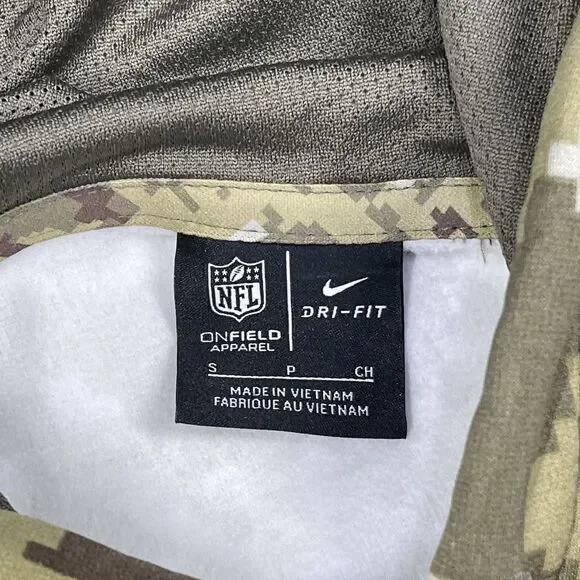 NFL
ONFIELD
APPAREL
DRI-FIT
S P CH
MADE IN VIETNAM
FABRIQUE AU VIETNAM